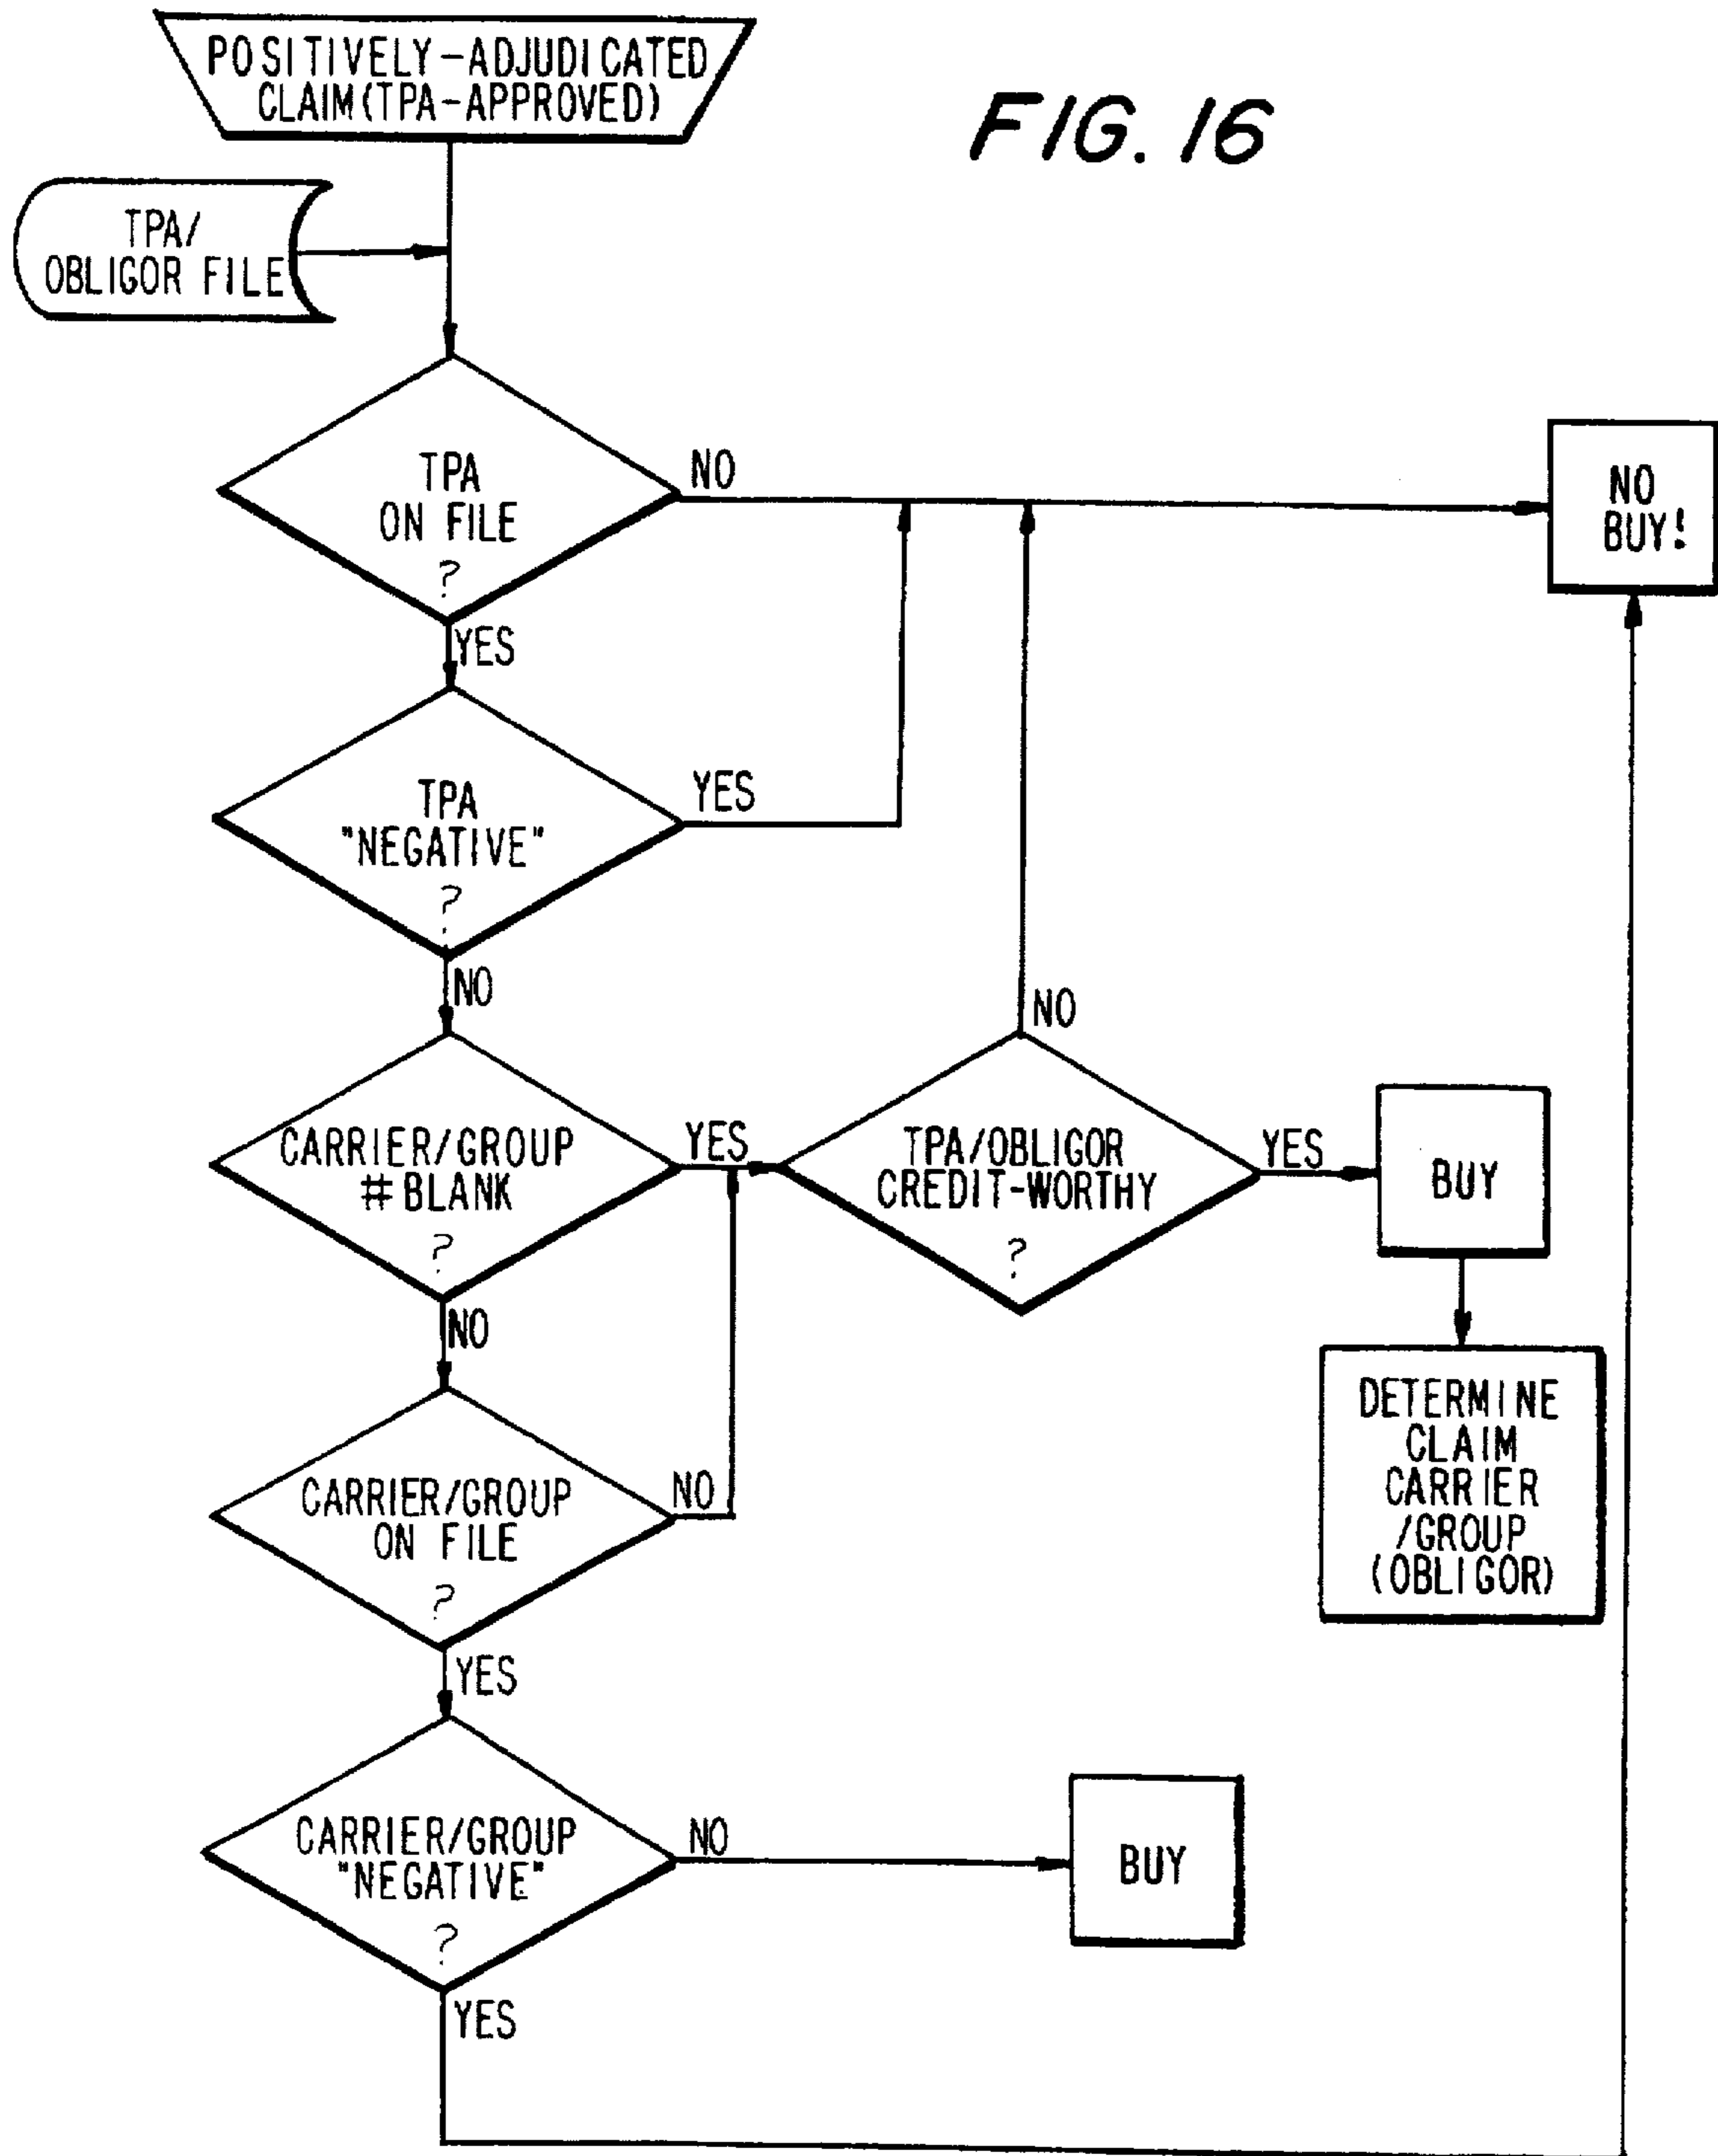 POSITIVELY-ADJUDICATED
CLAIM(TPA-APPROVED)
FIG. 16
TPA/
OBLIGOR FILE
TPA
ON FILE
?
NO
YES
NO
BUY!
TPA
"NEGATIVE"
?
YES
NO
CARRIER/GROUP
# BLANK
?
YES
NO
TPA/OBLIGOR
CREDIT-WORTHY
?
NO
YES
BUY
DETERMINE
CLAIM
CARRIER
/GROUP
(OBLIGOR)
CARRIER/GROUP
ON FILE
?
NO
YES
CARRIER/GROUP
"NEGATIVE"
?
NO
BUY
YES